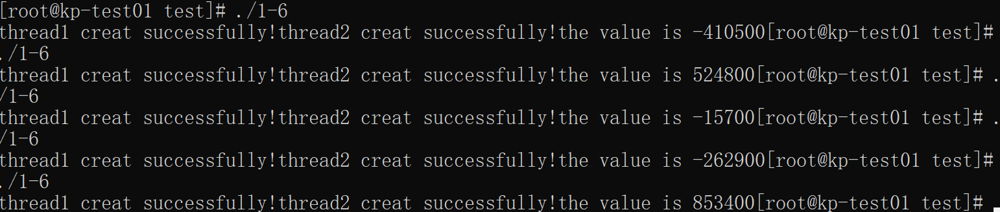 [root@kp-test01 test]# ./1-6
thread1 creat successfully!thread2 creat successfully!the value is -410500[root@kp-test01 test]#
./1-6
thread1 creat successfully!thread2 creat successfully!the value is 524800[root@kp-test01 test]# .
/1-6
thread1 creat successfully!thread2 creat successfully!the value is -15700[root@kp-test01 test]# .
/1-6
thread1 creat successfully!thread2 creat successfully!the value is -262900[root@kp-test01 test]#
./1-6
thread1 creat successfully!thread2 creat successfully!the value is 853400[root@kp-test01 test]#